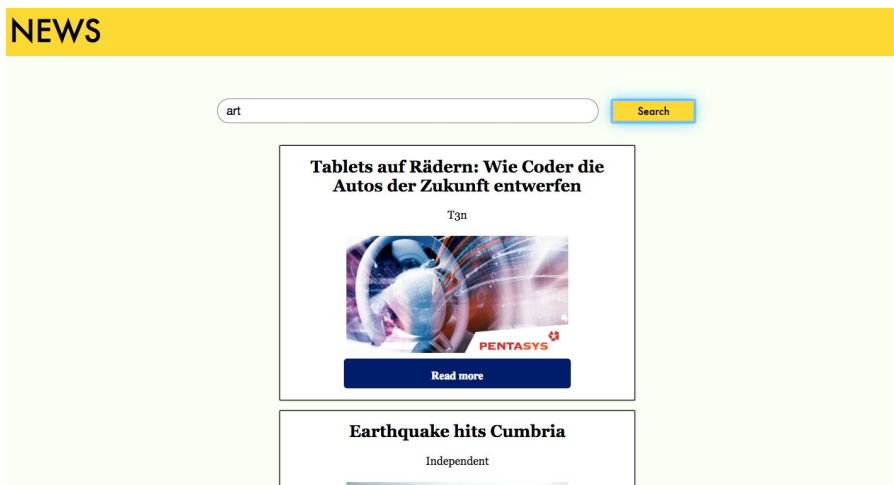 NEWS
art
Search
Tablets auf Rädern: Wie Coder die
Autos der Zukunft entwerfen
T3n
PENTASYS
Read more
Earthquake hits Cumbria
Independent